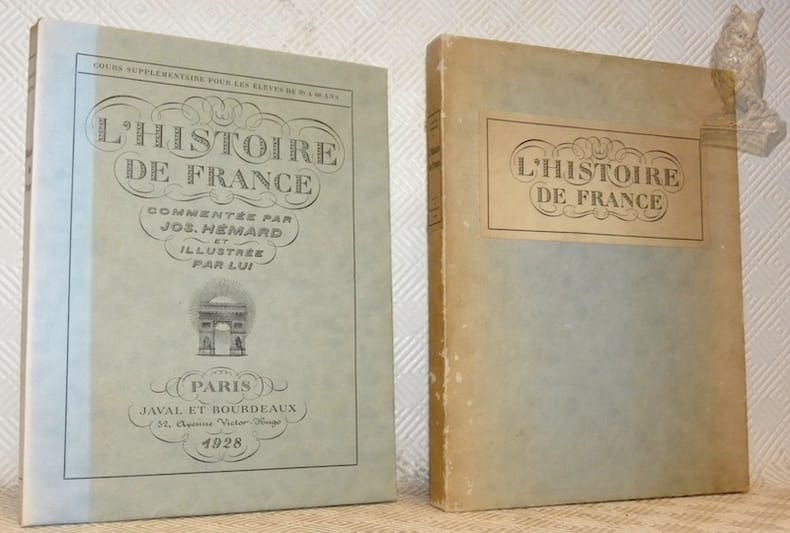 COURS SUPPLÉMENTAIRE POUR LES ÉLÈVES DE 20 A 60 ANS
L'HISTOIRE
DE FRANCE
COMMENTÉE PAR
JOS. HÉMARD
ET
ILLUSTRÉE
PAR LUI
PARIS
JAVAL ET BOURDEAUX
52, Avenue Victor-Hugo
1928
L'HISTOIRE
DE FRANCE